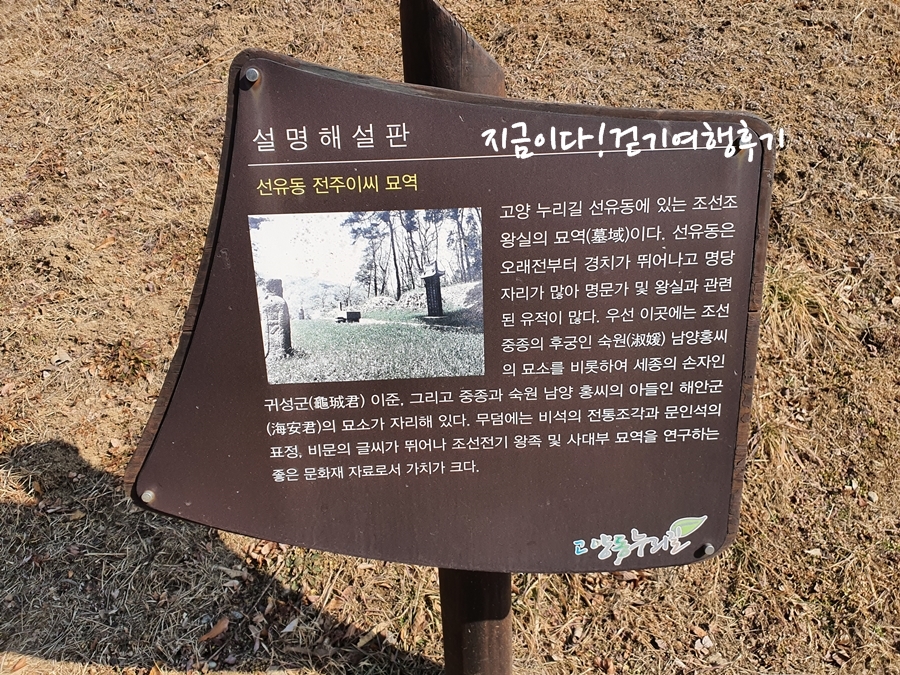 설명해설판
지금이다!걷기여행후기
선유동 전주이씨 묘역
고양 누리길 선유동에 있는 조선조
왕실의 묘역(墓域)이다. 선유동은
오래전부터 경치가 뛰어나고 명당
자리가 많아 명문가 및 왕실과 관련
된 유적이 많다. 우선 이곳에는 조선
중종의 후궁인 숙원(淑媛) 남양홍씨
의 묘소를 비롯하여 세종의 손자인
귀성군(龜珹君) 이준, 그리고 중종과 숙원 남양 홍씨의 아들인 해안군
(海安君)의 묘소가 자리해 있다. 무덤에는 비석의 전통조각과 문인석의
표정, 비문의 글씨가 뛰어나 조선전기 왕족 및 사대부 묘역을 연구하는
좋은 문화재 자료로서 가치가 크다.
고양동누리길